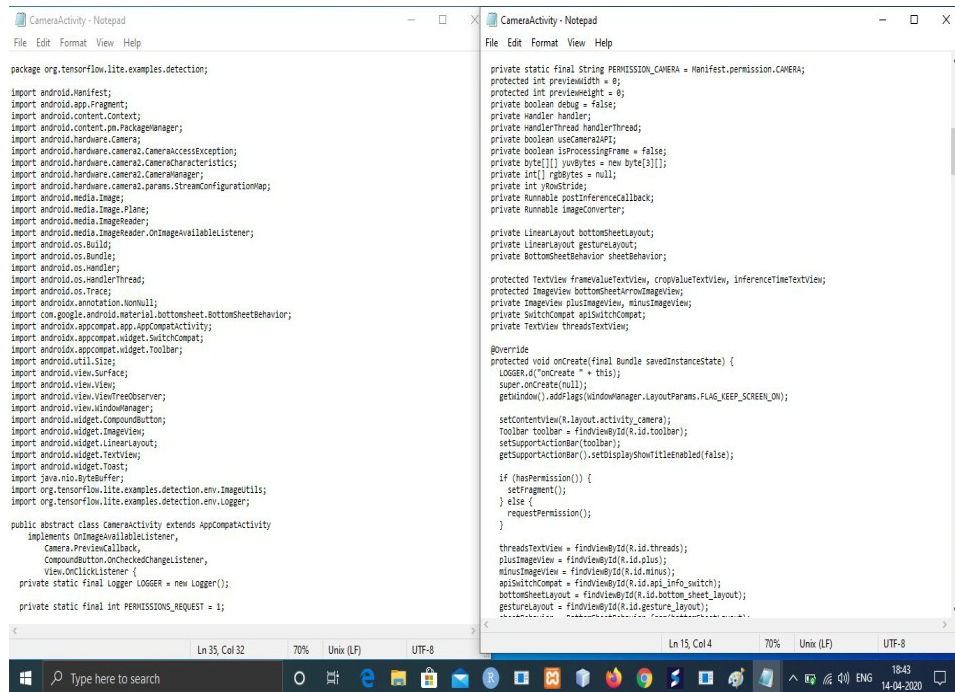 CameraActivity - Notepad
File Edit Format View Help
package org.tensorflow.lite.examples.detection;
import android.Manifest;
import android.app.Fragment;
import android.content.Context;
import android.content.pm.PackageManager;
import android.hardware.Camera;
import android.hardware.camera2.CameraAccessException;
import android.hardware.camera2.CameraCharacteristics;
import android.hardware.camera2.CameraManager;
import android.hardware.camera2.params.StreamConfigurationMap;
import android.media.Image;
import android.media.Image.Plane;
import android.media.ImageReader;
import android.media.ImageReader.OnImageAvailableListener;
import android.os.Build;
import android.os.Bundle;
import android.os.Handler;
import android.os.HandlerThread;
import android.os.Trace;
import androidx.annotation.NonNull;
import com.google.android.material.bottomsheet.BottomSheetBehavior;
import androidx.appcompat.app.AppCompatActivity;
import androidx.appcompat.widget.SwitchCompat;
import androidx.appcompat.widget.Toolbar;
import android.util.Size;
import android.view.Surface;
import android.view.View;
import android.view.ViewTreeObserver;
import android.view.WindowManager;
import android.widget.CompoundButton;
import android.widget.ImageView;
import android.widget.LinearLayout;
import android.widget.TextView;
import android.widget.Toast;
import java.nio.ByteBuffer;
import org.tensorflow.lite.examples.detection.env.ImageUtils;
import org.tensorflow.lite.examples.detection.env.Logger;
public abstract class CameraActivity extends AppCompatActivity
implements OnImageAvailableListener,
Camera.PreviewCallback,
CompoundButton.OnCheckedChangeListener,
View.OnClickListener {
private static final Logger LOGGER = new Logger();
private static final int PERMISSIONS_REQUEST = 1;
Ln 35, Col 32 70% Unix (LF) UTF-8
CameraActivity - Notepad
File Edit Format View Help
private static final String PERMISSION_CAMERA = Manifest.permission.CAMERA;
protected int previewWidth = 0;
protected int previewHeight = 0;
private boolean debug = false;
private Handler handler;
private HandlerThread handlerThread;
private boolean useCamera2API;
private boolean isProcessingFrame = false;
private byte[][] yuvBytes = new byte[3][];
private int[] rgbBytes = null;
private int yRowStride;
private Runnable postInferenceCallback;
private Runnable imageConverter;
private LinearLayout bottomSheetLayout;
private LinearLayout gestureLayout;
private BottomSheetBehavior sheetBehavior;
protected TextView frameValueTextView, cropValueTextView, inferenceTimeTextView;
protected ImageView bottomSheetArrowImageView;
private ImageView plusImageView, minusImageView;
private SwitchCompat apiSwitchCompat;
private TextView threadsTextView;
@Override
protected void onCreate(final Bundle savedInstanceState) {
LOGGER.d("onCreate " + this);
super.onCreate(null);
getWindow().addFlags(WindowManager.LayoutParams.FLAG_KEEP_SCREEN_ON);
setContentView(R.layout.activity_camera);
Toolbar toolbar = findViewById(R.id.toolbar);
setSupportActionBar(toolbar);
getSupportActionBar().setDisplayShowTitleEnabled(false);
if (hasPermission()) {
setFragment();
} else {
requestPermission();
}
threadsTextView = findViewById(R.id.threads);
plusImageView = findViewById(R.id.plus);
minusImageView = findViewById(R.id.minus);
apiSwitchCompat = findViewById(R.id.api_info_switch);
bottomSheetLayout = findViewById(R.id.bottom_sheet_layout);
gestureLayout = findViewById(R.id.gesture_layout);
Ln 15, Col 4 70% Unix (LF) UTF-8
Type here to search
ENG
18:43
14-04-2020